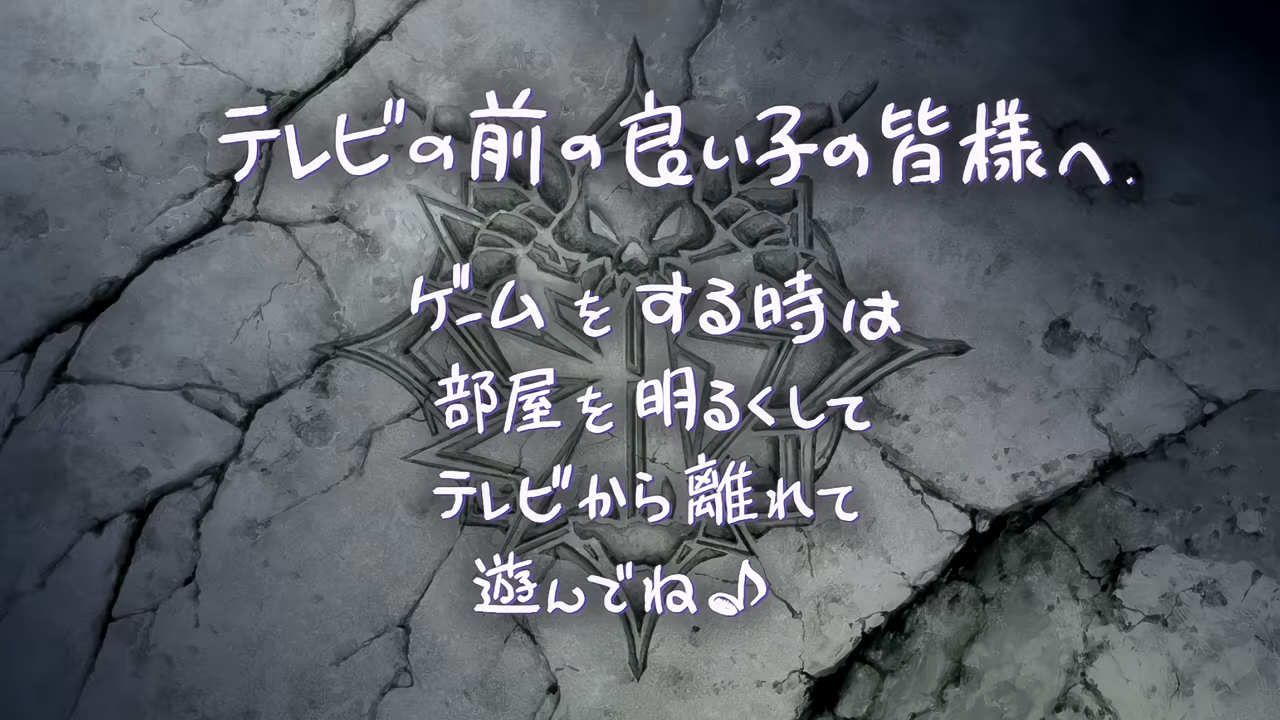 テレビの前の良い子の皆様へ.
ゲームをする時は
部屋を明るくして
テレビから離れて
遊んでね♪